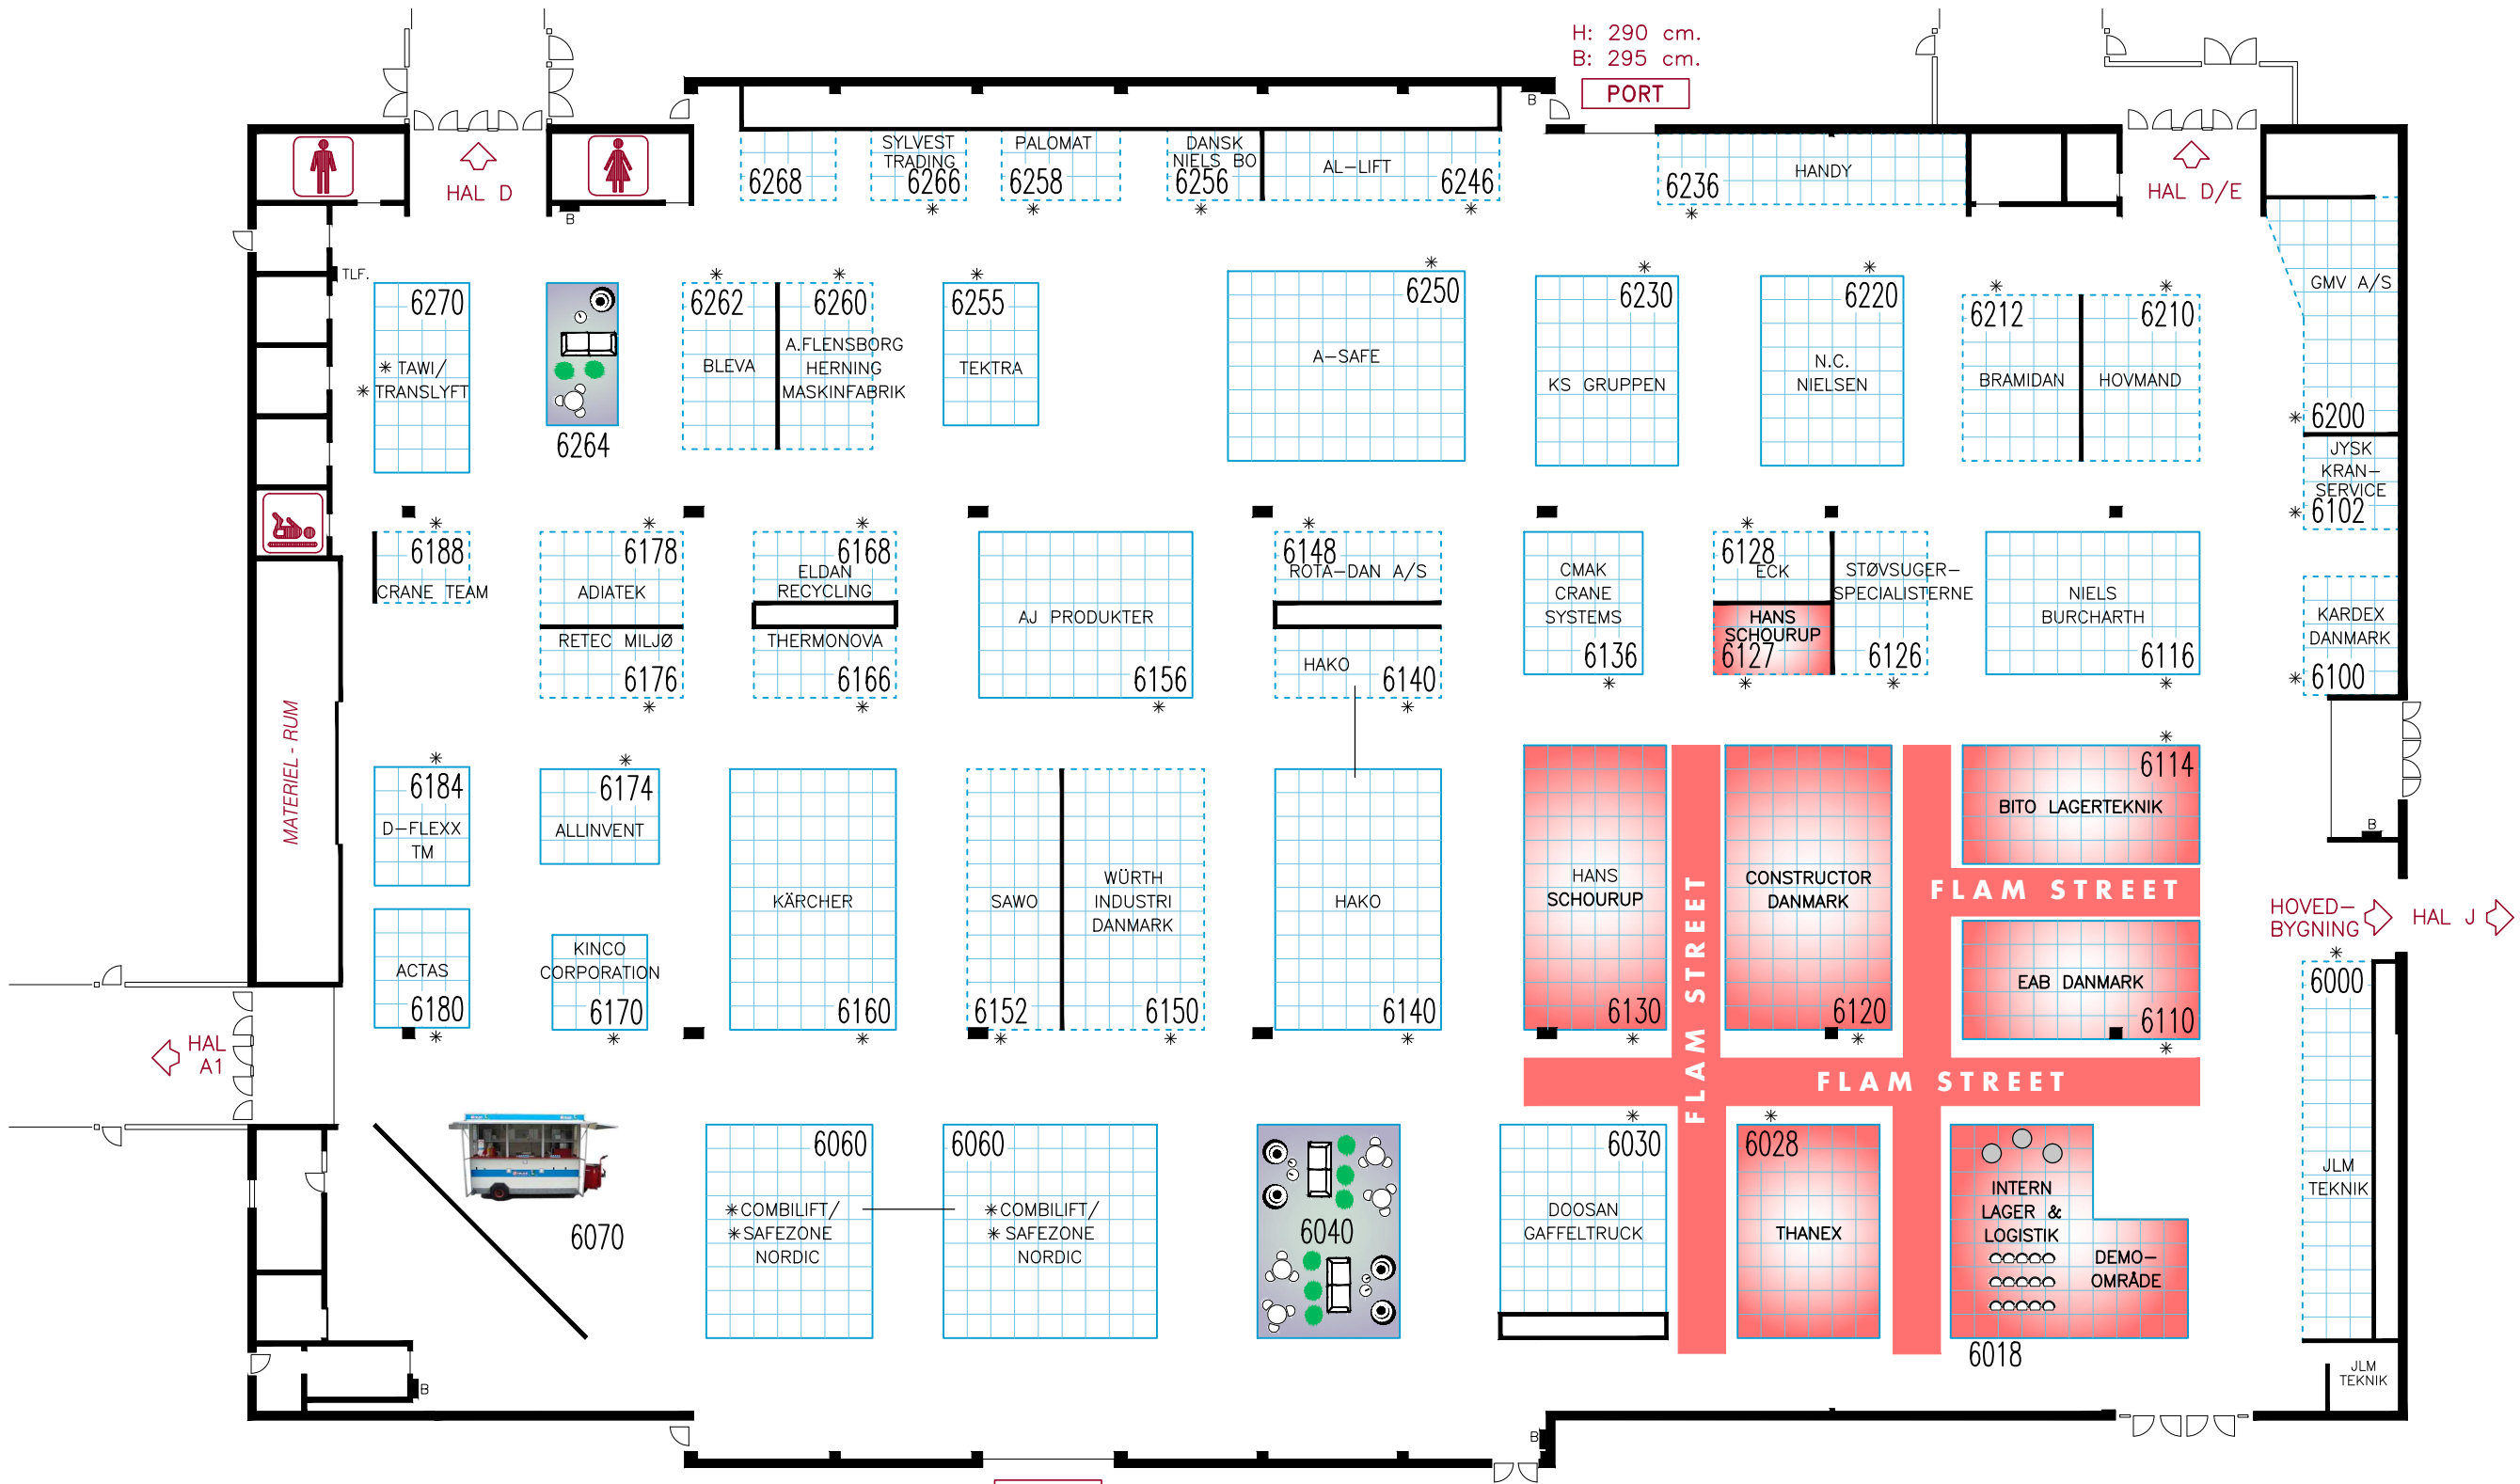 H: 290 cm.
B: 295 cm.
PORT
B
HAL D
B
6268
SYLVEST
TRADING
6266
PALOMAT
6258
DANSK
NIELS BO
6256
AL-LIFT
6246
6236
HANDY
HAL D/E
TLF.
6270
* TAWI/
* TRANSLYFT
6264
6262
BLEVA
6260
A.FLENSBORG
HERNING
MASKINFABRIK
6255
TEKTRA
6250
A-SAFE
6230
KS GRUPPEN
6220
N.C.
NIELSEN
6212
BRAMIDAN
6210
HOVMAND
GMV A/S
6200
JYSK
KRAN-
SERVICE
6102
6188
CRANE TEAM
6178
ADIATEK
RETEC MILJØ
6176
6168
ELDAN
RECYCLING
THERMONOVA
6166
AJ PRODUKTER
6156
6148
ROTA-DAN A/S
HAKO
6140
CMAK
CRANE
SYSTEMS
6136
6128
ECK
HANS
SCHOURUP
6127
STØVSUGER-
SPECIALISTERNE
6126
NIELS
BURCHARTH
6116
KARDEX
DANMARK
6100
MATERIEL - RUM
6184
D-FLEXX
TM
6174
ALLINVENT
KÄRCHER
6160
SAWO
6152
WÜRTH
INDUSTRI
DANMARK
6150
HAKO
6140
HANS
SCHOURUP
6130
FLAM STREET
CONSTRUCTOR
DANMARK
6120
6114
BITO LAGERTEKNIK
FLAM STREET
EAB DANMARK
6110
B
HOVED-
BYGNING
HAL J
ACTAS
6180
KINCO
CORPORATION
6170
6000
JLM
TEKNIK
HAL
A1
FLAM STREET
6070
6060
* COMBILIFT/
* SAFEZONE
NORDIC
6060
* COMBILIFT/
* SAFEZONE
NORDIC
6040
6030
DOOSAN
GAFFELTRUCK
6028
THANEX
INTERN
LAGER &
LOGISTIK
DEMO-
OMRÅDE
6018
JLM
TEKNIK
B
B